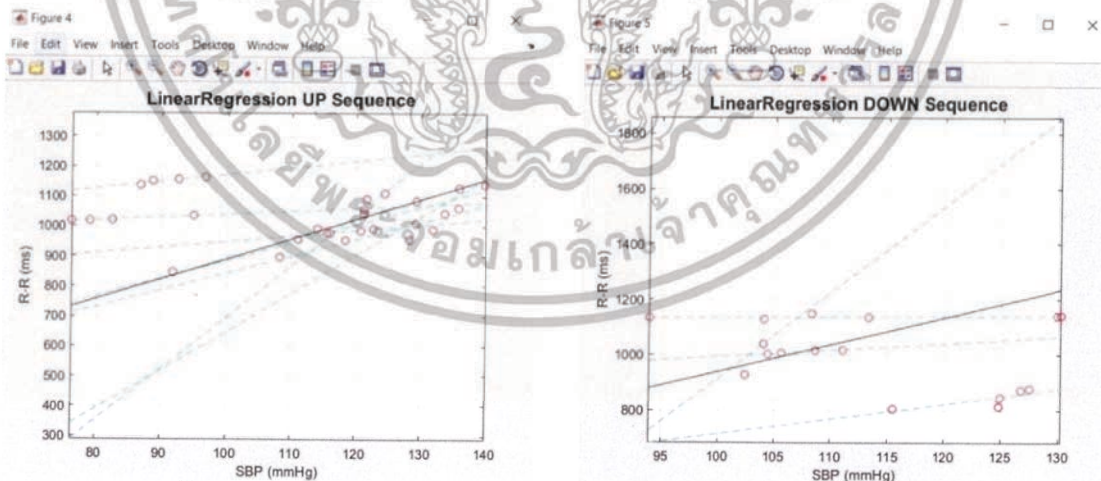 Figure 4
File Edit View Insert Tools Desktop Window Help
LinearRegression UP Sequence
1300
1200
1100
1000
900
800
700
600
500
400
300
R-R (ms)
80 90 100 110 120 130 140
SBP (mmHg)
Figure 5
File Edit View Insert Tools Desktop Window Help
LinearRegression DOWN Sequence
1800
1600
1400
1200
1000
800
R-R (ms)
95 100 105 110 115 120 125 130
SBP (mmHg)